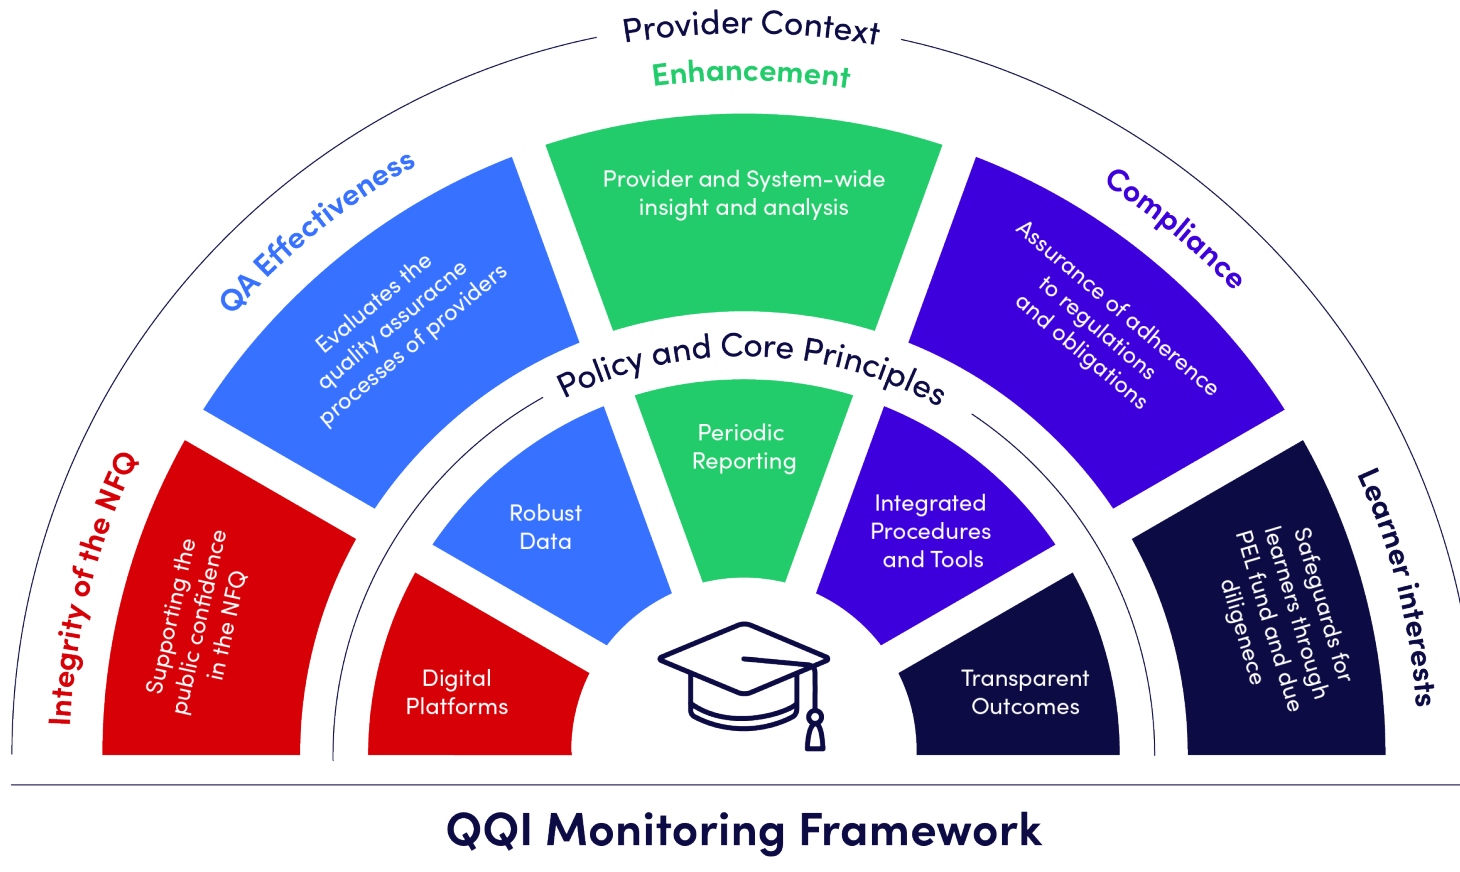 Provider Context
Enhancement
Provider and System-wide
insight and analysis
QA Effectiveness
Evaluates the
quality assuracne
processes of providers
Compliance
Assurance of adherence
to regulations
and obligations
Integrity of the NFQ
Supporting the
public confidence
in the NFQ
Learner interests
Safeguards for
learners through
PEL fund and due
diligenece
Policy and Core Principles
Digital
Platforms
Robust
Data
Periodic
Reporting
Integrated
Procedures
and Tools
Transparent
Outcomes
QQI Monitoring Framework